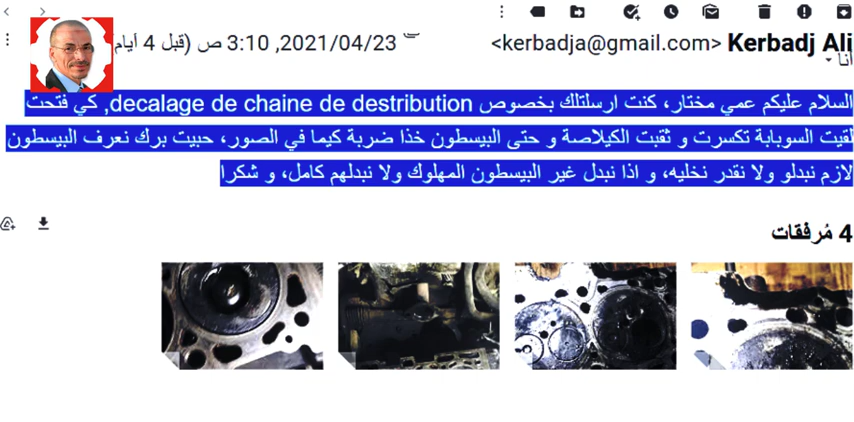 Kerbadj Ali <kerbadja@gmail.com>
2021/04/23, 3:10 ص (قبل 4 أيام)
أنا
السلام عليكم عمي مختار، كنت ارسلتلك بخصوص decalage de chaine de destribution, كي فتحت
لقيت السوبابة تكسرت و ثقبت الكيلاصة و حتى البيسطون خذا ضربة كيما في الصور، حبيت برك نعرف البيسطون
لازم نبدلو ولا نقدر نخليه، و اذا نبدل غير البيسطون المهلوك ولا نبدلهم كامل، و شكرا
4 مُرفقات